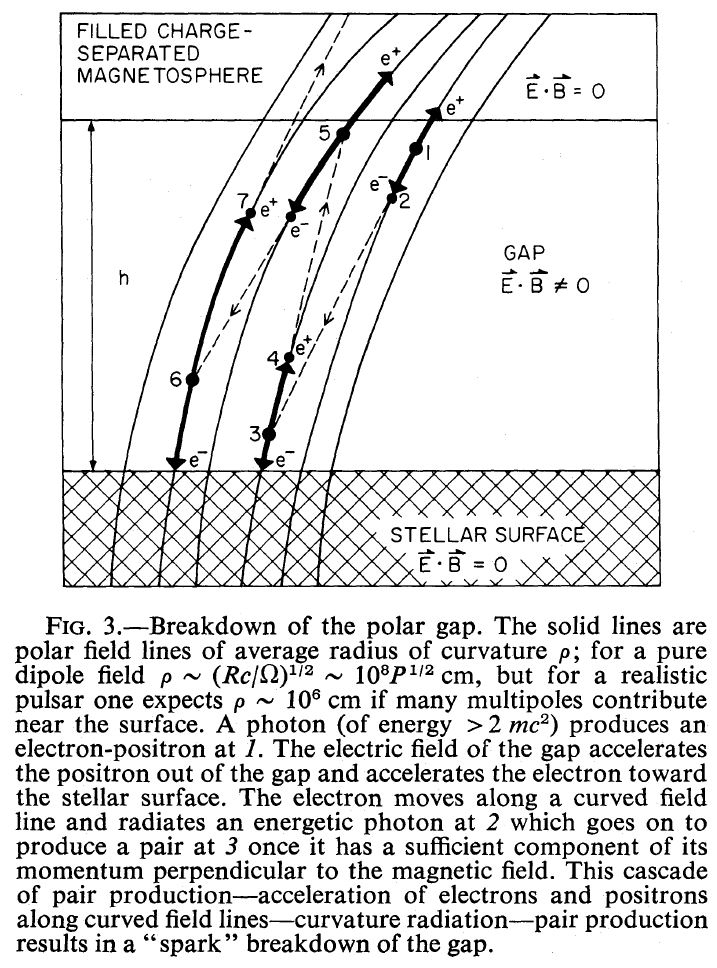 FILLED CHARGE-
SEPARATED
MAGNETOSPHERE
e⁺
E⃗·B⃗ = 0
e⁺
5
1
e⁻
2
7
e⁺
e⁻
GAP
E⃗·B⃗ ≠ 0
h
4
e⁺
6
3
e⁻
e⁻
STELLAR SURFACE
E⃗·B⃗ = 0
FIG. 3.—Breakdown of the polar gap. The solid lines are
polar field lines of average radius of curvature ρ; for a pure
dipole field ρ ~ (Rc/Ω)¹/² ~ 10⁸P¹/² cm, but for a realistic
pulsar one expects ρ ~ 10⁶ cm if many multipoles contribute
near the surface. A photon (of energy > 2 mc²) produces an
electron-positron at 1. The electric field of the gap accelerates
the positron out of the gap and accelerates the electron toward
the stellar surface. The electron moves along a curved field
line and radiates an energetic photon at 2 which goes on to
produce a pair at 3 once it has a sufficient component of its
momentum perpendicular to the magnetic field. This cascade
of pair production—acceleration of electrons and positrons
along curved field lines—curvature radiation—pair production
results in a “spark” breakdown of the gap.